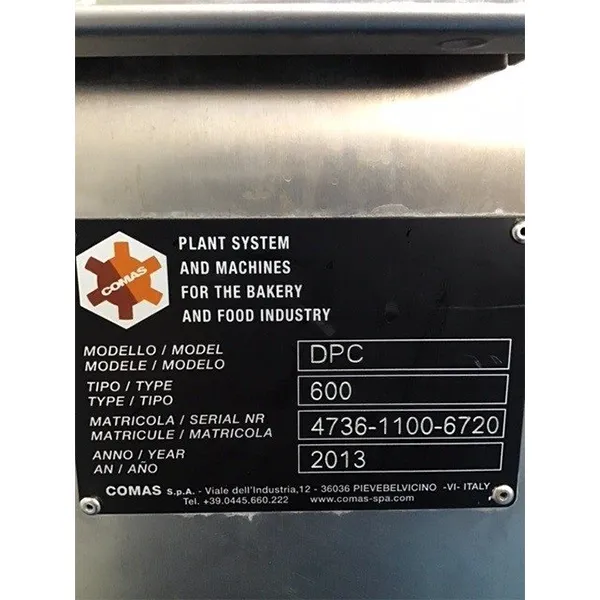 COMAS
PLANT SYSTEM
AND MACHINES
FOR THE BAKERY
AND FOOD INDUSTRY
MODELLO / MODEL
MODELE / MODELO
DPC
TIPO / TYPE
TYPE / TIPO
600
MATRICOLA / SERIAL NR
MATRICULE / MATRICOLA
4736-1100-6720
ANNO / YEAR
AN / AÑO
2013
COMAS S.p.A. - Viale dell'Industria,12 - 36036 PIEVEBELVICINO -VI- ITALY
Tel. +39.0445.660.222 www.comas-spa.com